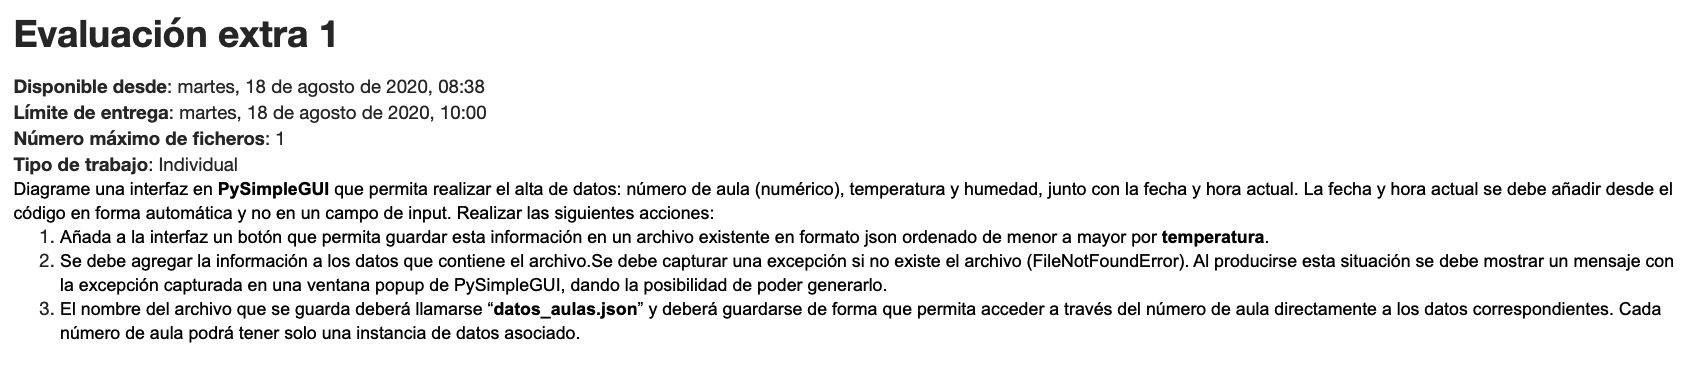 Evaluación extra 1
Disponible desde: martes, 18 de agosto de 2020, 08:38
Límite de entrega: martes, 18 de agosto de 2020, 10:00
Número máximo de ficheros: 1
Tipo de trabajo: Individual
Diagrame una interfaz en PySimpleGUI que permita realizar el alta de datos: número de aula (numérico), temperatura y humedad, junto con la fecha y hora actual. La fecha y hora actual se debe añadir desde el
código en forma automática y no en un campo de input. Realizar las siguientes acciones:
1. Añada a la interfaz un botón que permita guardar esta información en un archivo existente en formato json ordenado de menor a mayor por temperatura.
2. Se debe agregar la información a los datos que contiene el archivo.Se debe capturar una excepción si no existe el archivo (FileNotFoundError). Al producirse esta situación se debe mostrar un mensaje con
la excepción capturada en una ventana popup de PySimpleGUI, dando la posibilidad de poder generarlo.
3. El nombre del archivo que se guarda deberá llamarse “datos_aulas.json” y deberá guardarse de forma que permita acceder a través del número de aula directamente a los datos correspondientes. Cada
número de aula podrá tener solo una instancia de datos asociado.